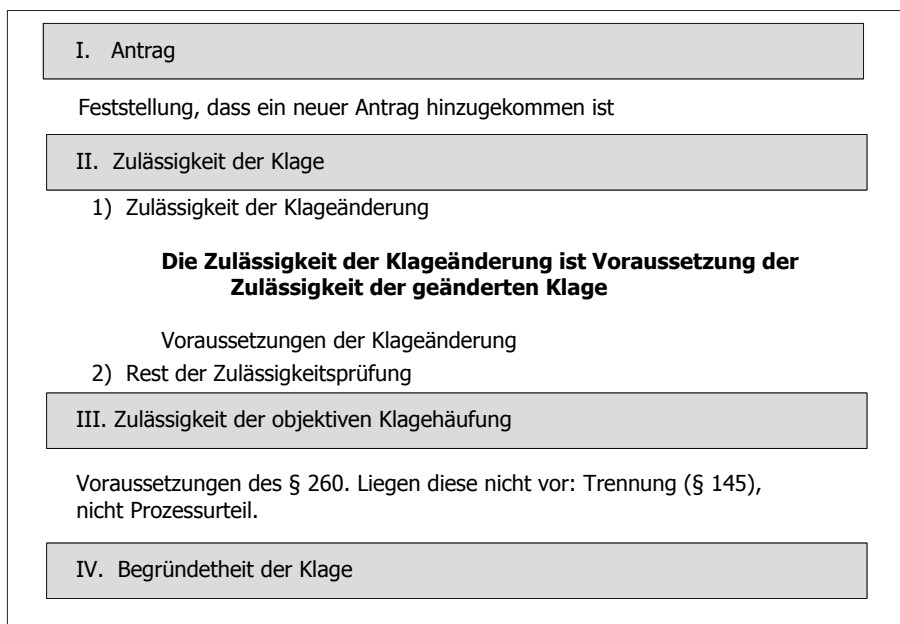 I. Antrag
Feststellung, dass ein neuer Antrag hinzugekommen ist
II. Zulässigkeit der Klage
1) Zulässigkeit der Klageänderung
Die Zulässigkeit der Klageänderung ist Voraussetzung der
Zulässigkeit der geänderten Klage
Voraussetzungen der Klageänderung
2) Rest der Zulässigkeitsprüfung
III. Zulässigkeit der objektiven Klagehäufung
Voraussetzungen des § 260. Liegen diese nicht vor: Trennung (§ 145),
nicht Prozessurteil.
IV. Begründetheit der Klage